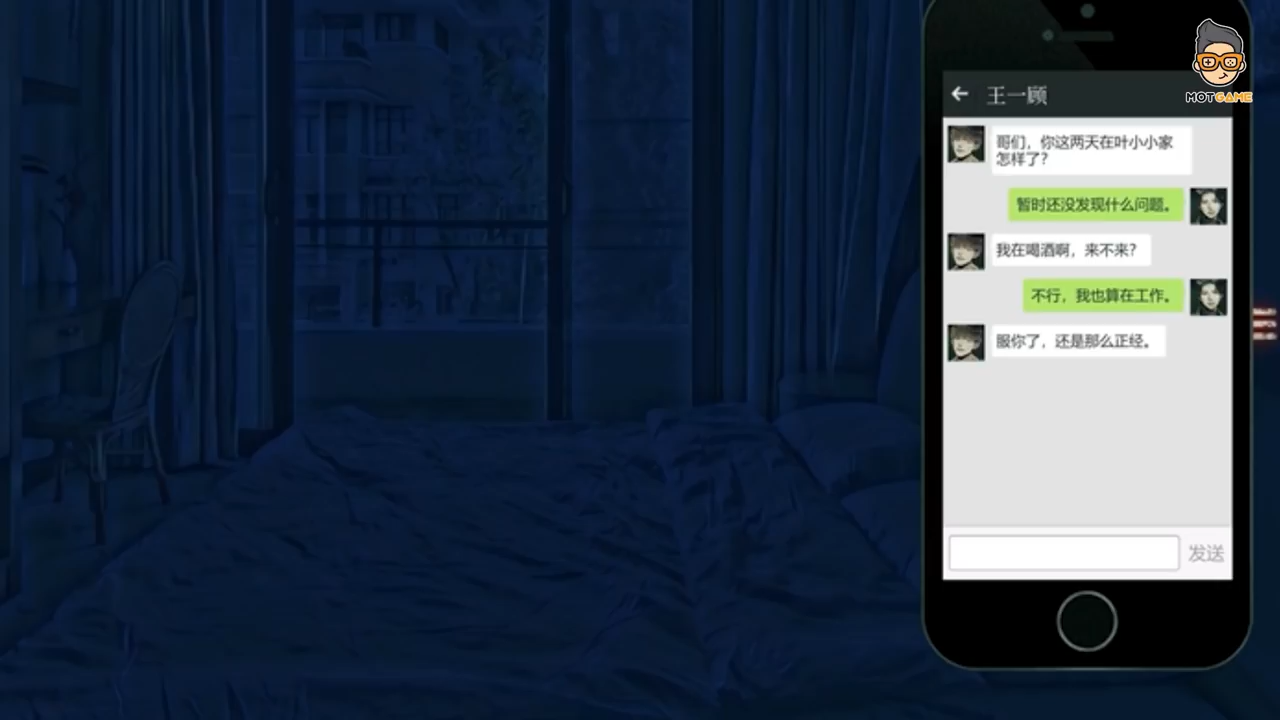 MOTGAME
王一顾
哥们，你这两天在叶小小家
怎样了？
暂时还没发现什么问题。
我在喝酒啊，来不来？
不行，我也算在工作。
服你了，还是那么正经。
发送